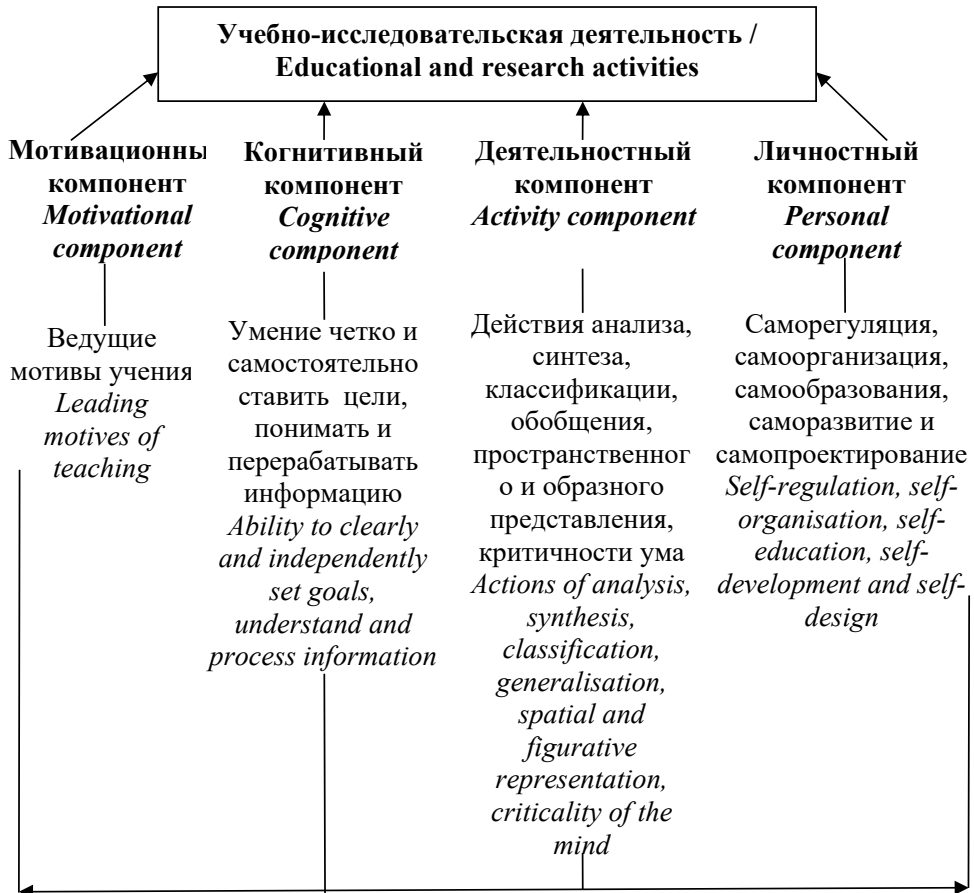 Учебно-исследовательская деятельность /
Educational and research activities
Мотивационны
компонент
Motivational
component
Когнитивный
компонент
Cognitive
component
Деятельностный
компонент
Activity component
Личностный
компонент
Personal
component
Ведущие
мотивы учения
Leading
motives of
teaching
Умение четко и
самостоятельно
ставить цели,
понимать и
перерабатывать
информацию
Ability to clearly
and independently
set goals,
understand and
process information
Действия анализа,
синтеза,
классификации,
обобщения,
пространственног
о и образного
представления,
критичности ума
Actions of analysis,
synthesis,
classification,
generalisation,
spatial and
figurative
representation,
criticality of the
mind
Саморегуляция,
самоорганизация,
самообразования,
саморазвитие и
самопроектирование
Self-regulation, self-
organisation, self-
education, self-
development and self-
design